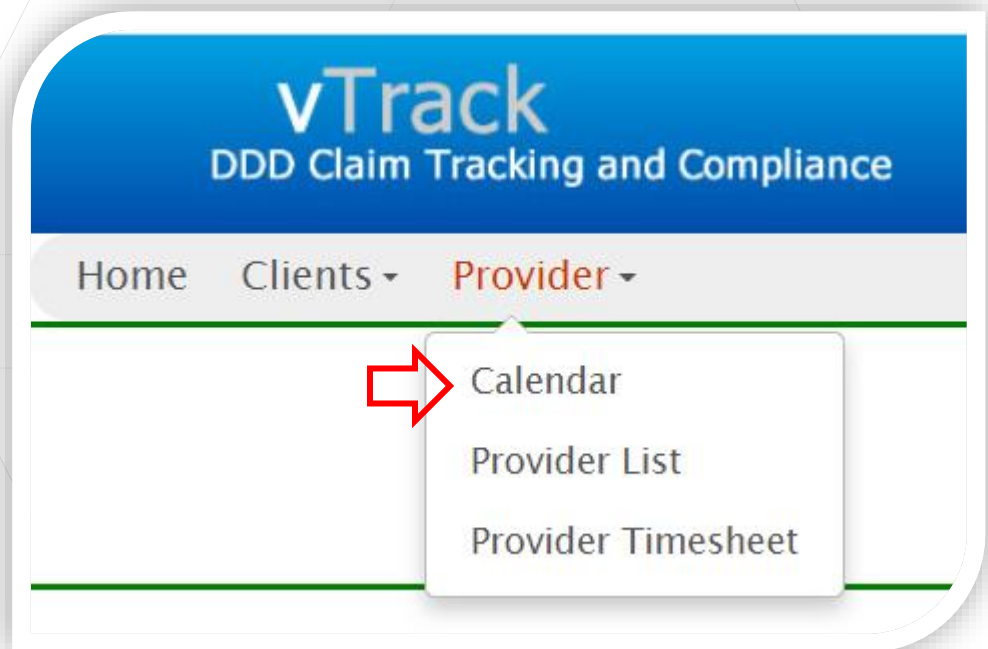 vTrack
DDD Claim Tracking and Compliance
Home Clients Provider
Calendar
Provider List
Provider Timesheet